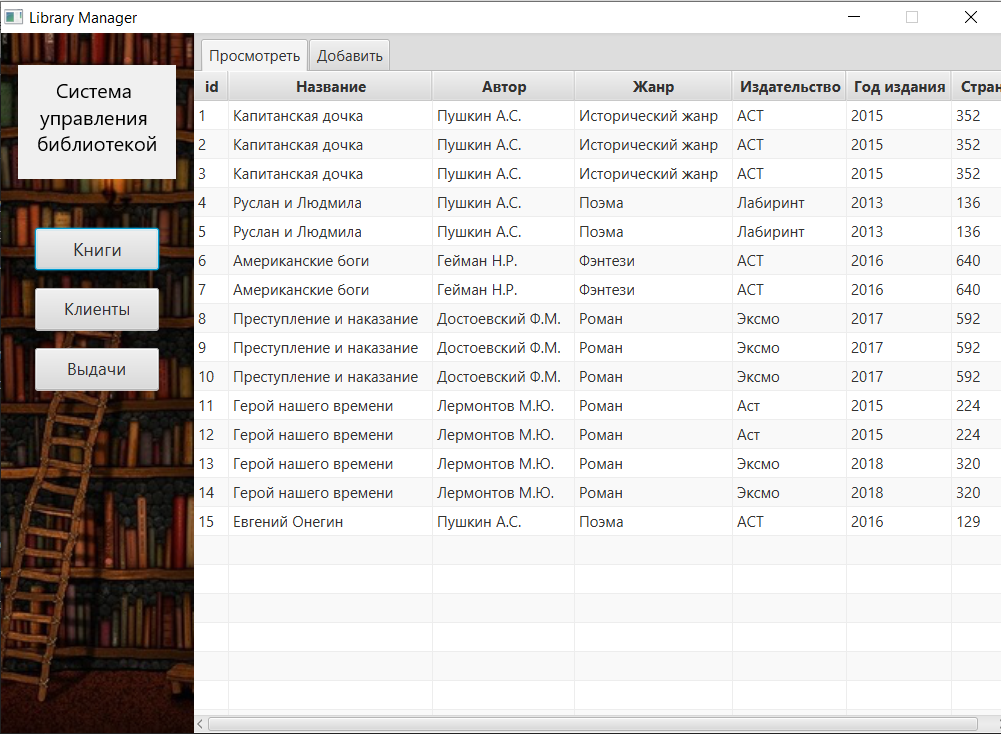 Library Manager
Система
управления
библиотекой
Книги
Клиенты
Выдачи
Просмотреть Добавить
id Название Автор Жанр Издательство Год издания Стран
1 Капитанская дочка Пушкин А.С. Исторический жанр АСТ 2015 352
2 Капитанская дочка Пушкин А.С. Исторический жанр АСТ 2015 352
3 Капитанская дочка Пушкин А.С. Исторический жанр АСТ 2015 352
4 Руслан и Людмила Пушкин А.С. Поэма Лабиринт 2013 136
5 Руслан и Людмила Пушкин А.С. Поэма Лабиринт 2013 136
6 Американские боги Гейман Н.Р. Фэнтези АСТ 2016 640
7 Американские боги Гейман Н.Р. Фэнтези АСТ 2016 640
8 Преступление и наказание Достоевский Ф.М. Роман Эксмо 2017 592
9 Преступление и наказание Достоевский Ф.М. Роман Эксмо 2017 592
10 Преступление и наказание Достоевский Ф.М. Роман Эксмо 2017 592
11 Герой нашего времени Лермонтов М.Ю. Роман Аст 2015 224
12 Герой нашего времени Лермонтов М.Ю. Роман Аст 2015 224
13 Герой нашего времени Лермонтов М.Ю. Роман Эксмо 2018 320
14 Герой нашего времени Лермонтов М.Ю. Роман Эксмо 2018 320
15 Евгений Онегин Пушкин А.С. Поэма АСТ 2016 129